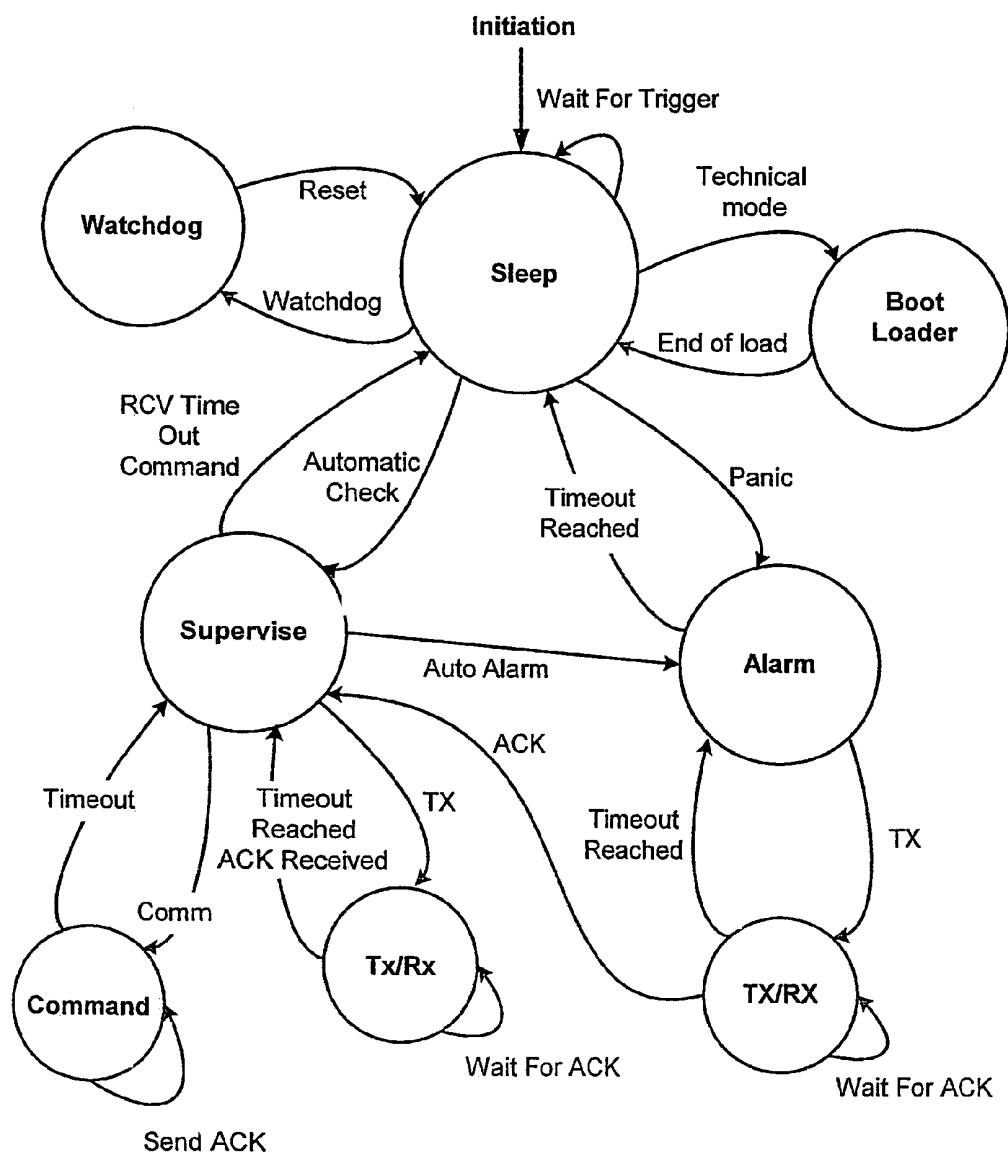 Initiation
Wait For Trigger
Technical
mode
Reset
Watchdog
Sleep
Watchdog
Boot
Loader
End of load
RCV Time
Out
Command
Automatic
Check
Timeout
Reached
Panic
Supervise
Auto Alarm
Alarm
ACK
Timeout
Timeout
Reached
ACK Received
TX
Timeout
Reached
TX
Comm
Command
Tx/Rx
TX/RX
Wait For ACK
Wait For ACK
Send ACK